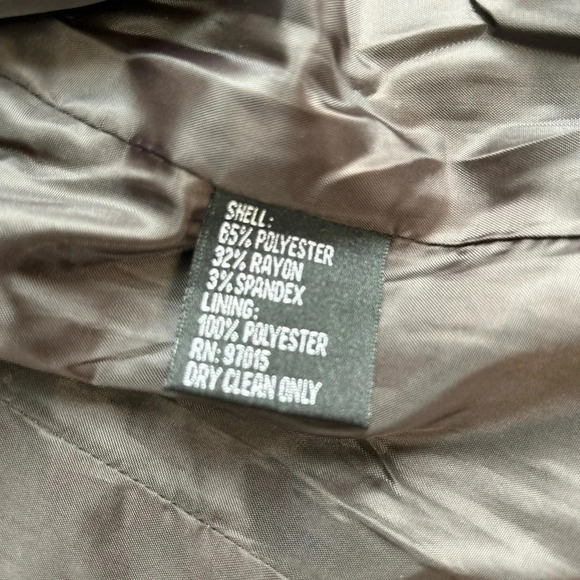 SHELL:
65% POLYESTER
32% RAYON
3% SPANDEX
LINING:
100% POLYESTER
RN: 97015
DRY CLEAN ONLY